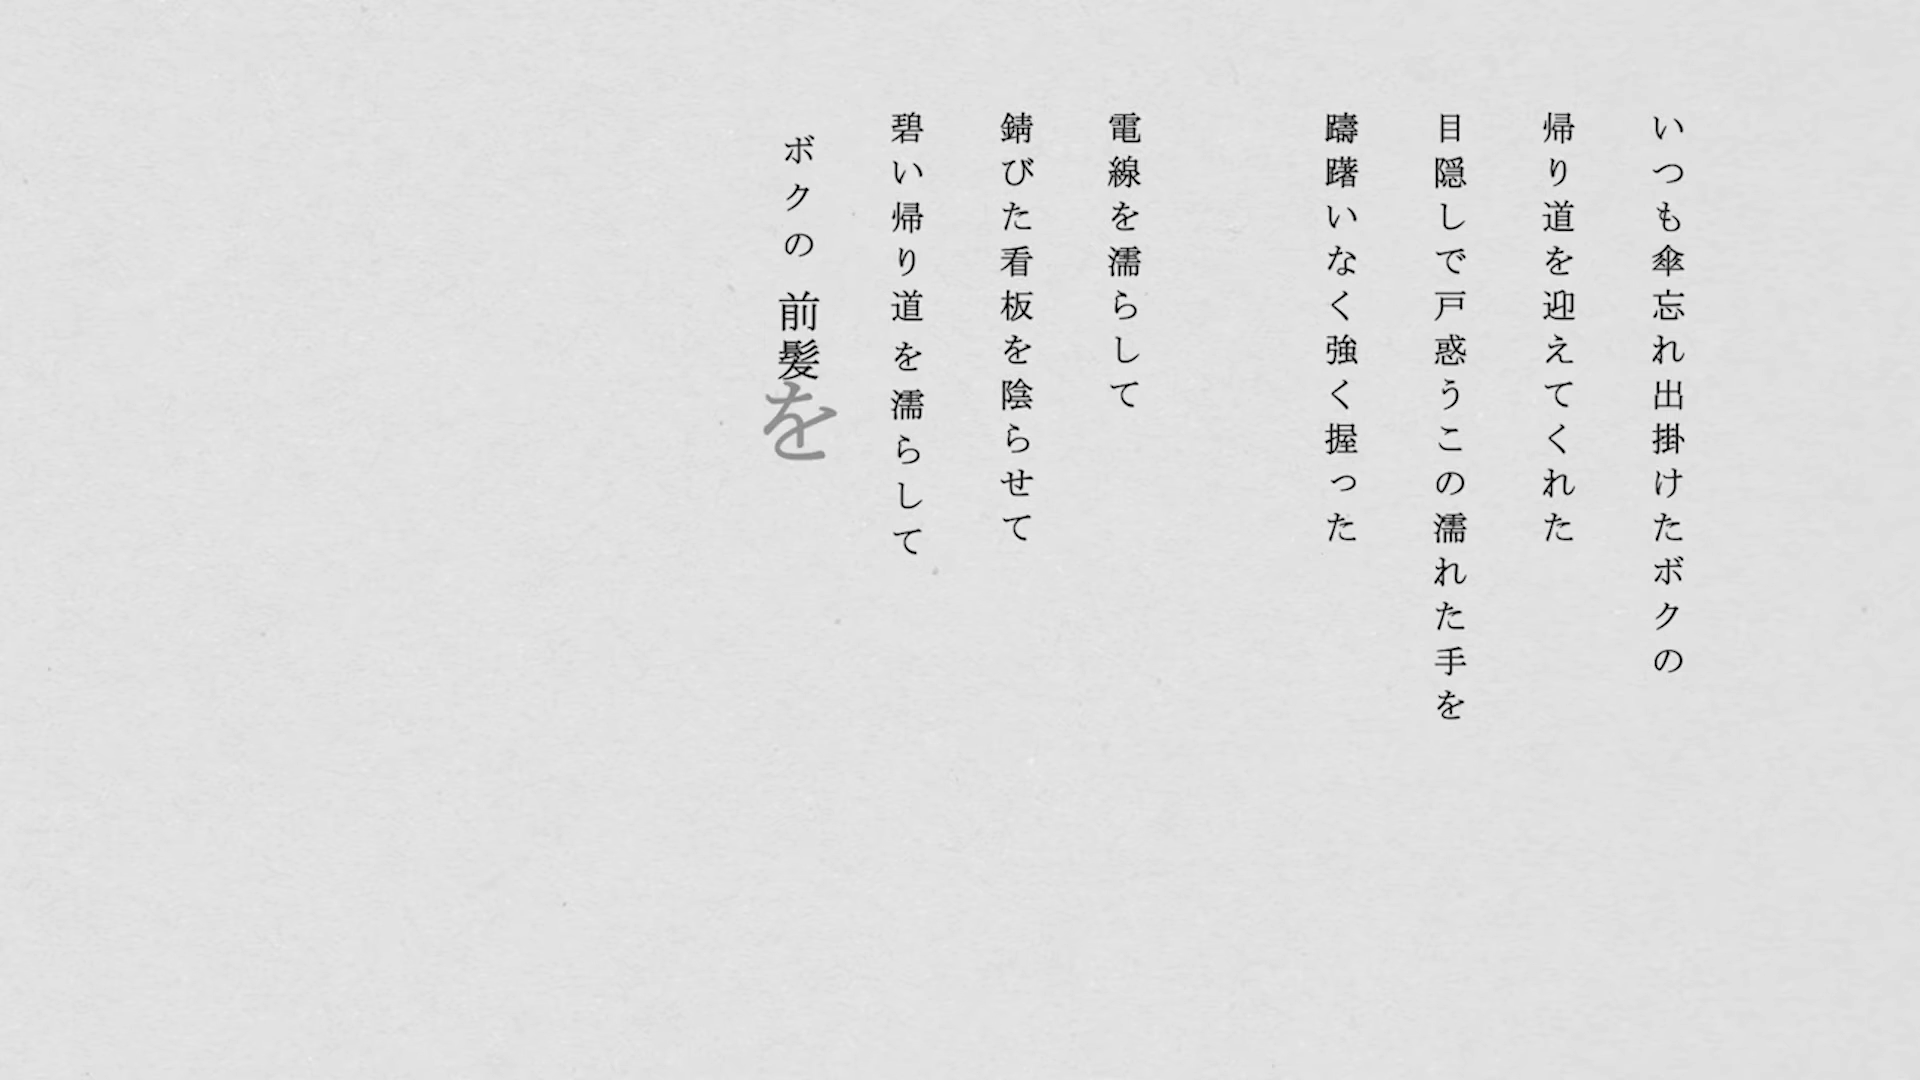 いつも傘忘れ出掛けたボクの
帰り道を迎えてくれた
目隠しで戸惑うこの濡れた手を
躊躇いなく強く握った
電線を濡らして
錆びた看板を陰らせて
碧い帰り道を濡らして
ボクの前髪を